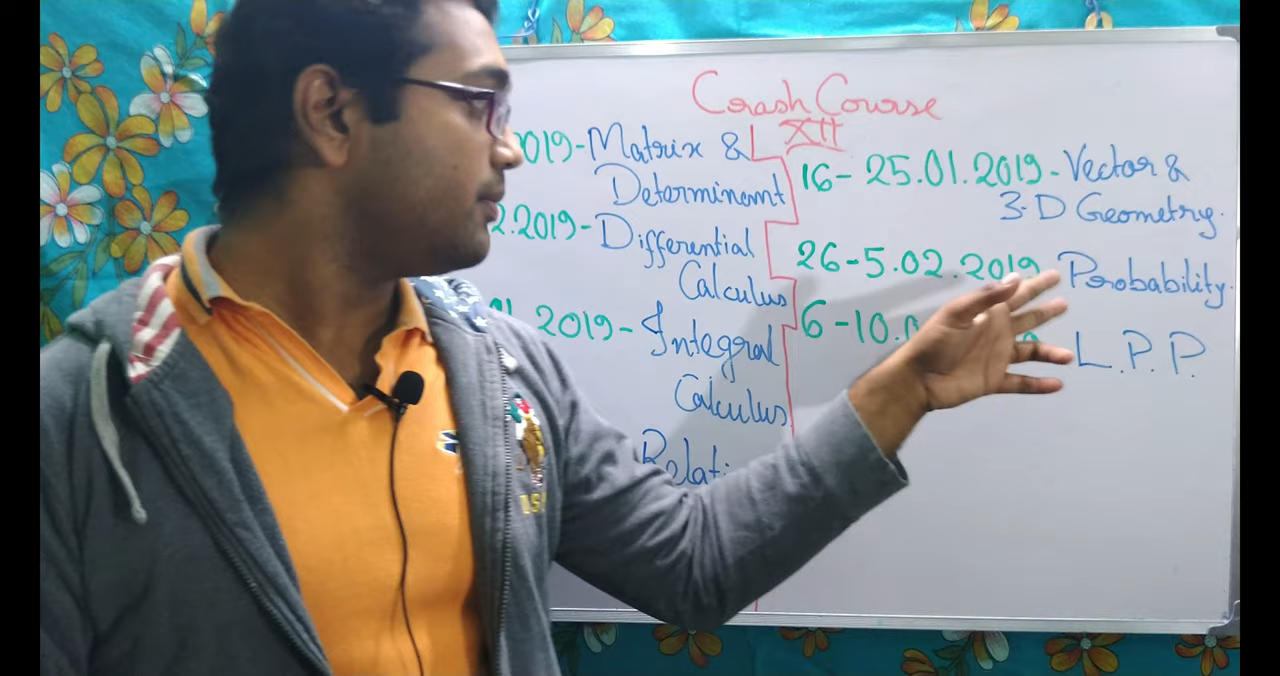 Crash Course
XII
2019-Matrix &
Determinant
2.2019-Differential
Calculus
2019-Integral
Calculus
16-25.01.2019-Vector &
3-D Geometry.
26-5.02.2019 Probability.
6-10. L.P.P.